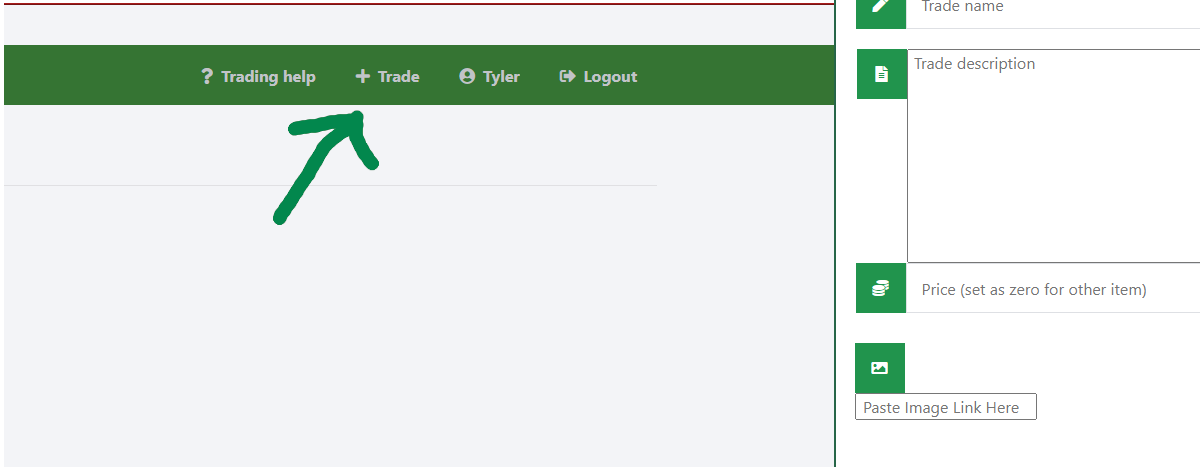 Trading help Trade Tyler Logout
Trade name
Trade description
Price (set as zero for other item)
Paste Image Link Here